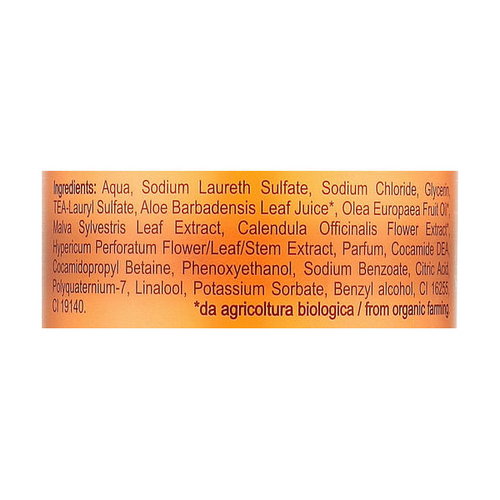 Ingredients: Aqua, Sodium Laureth Sulfate, Sodium Chloride, Glycerin,
TEA-Lauryl Sulfate, Aloe Barbadensis Leaf Juice*, Olea Europaea Fruit Oil*,
Malva Sylvestris Leaf Extract, Calendula Officinalis Flower Extract*,
Hypericum Perforatum Flower/Leaf/Stem Extract, Parfum, Cocamide DEA,
Cocamidopropyl Betaine, Phenoxyethanol, Sodium Benzoate, Citric Acid,
Polyquaternium-7, Linalool, Potassium Sorbate, Benzyl alcohol, CI 16255,
CI 19140. *da agricoltura biologica / from organic farming.